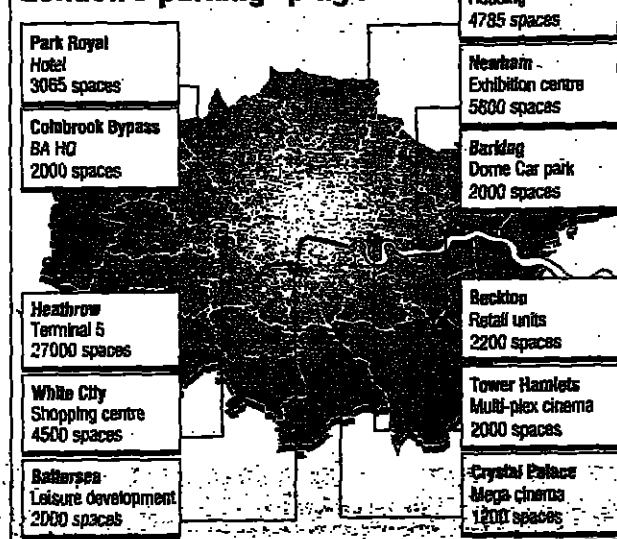 London's parking
Park Royal
Hotel
3065 spaces
Colnbrook Bypass
BA HQ
2000 spaces
Heathrow
Terminal 5
27000 spaces
White City
Shopping centre
4500 spaces
Battersea
Leisure development
2000 spaces
Housing
4785 spaces
Newham
Exhibition centre
5600 spaces
Barking
Dome Car park
2000 spaces
Beckton
Retail units
2200 spaces
Tower Hamlets
Multi-plex cinema
2000 spaces
Crystal Palace
Mega cinema
1200 spaces